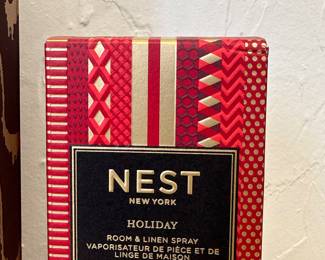 NEST
NEW YORK
HOLIDAY
ROOM & LINEN SPRAY
VAPORISATEUR DE PIÈCE ET DE
LINGE DE MAISON